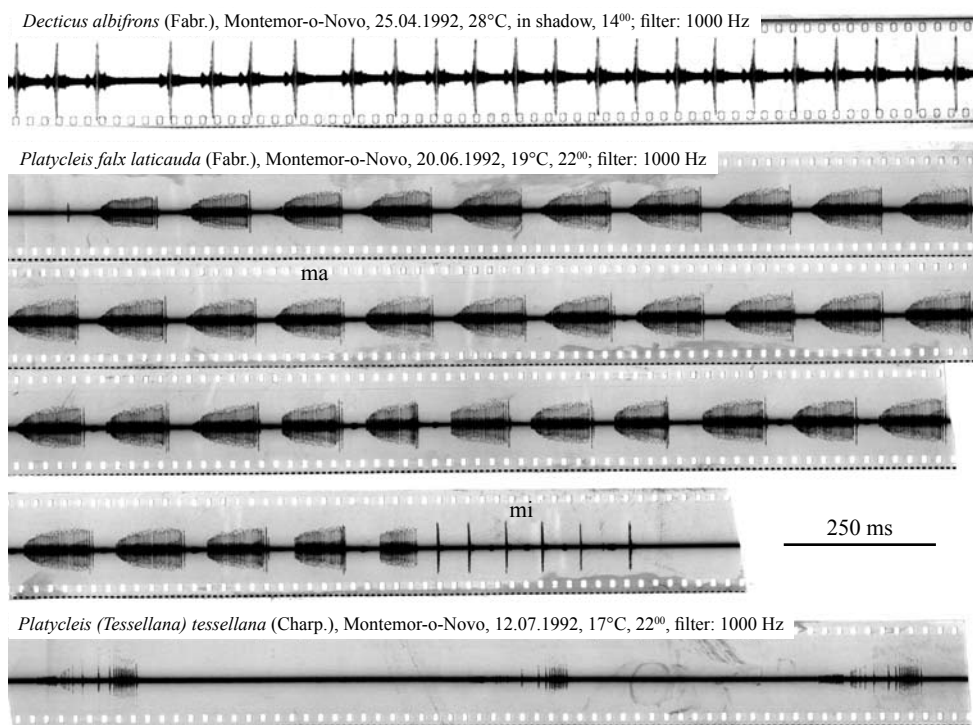 Decticus albifrons (Fabr.), Montemor-o-Novo, 25.04.1992, 28°C, in shadow, 14⁰⁰; filter: 1000 Hz
Platycleis falx laticauda (Fabr.), Montemor-o-Novo, 20.06.1992, 19°C, 22⁰⁰; filter: 1000 Hz
ma
mi
250 ms
Platycleis (Tessellana) tessellana (Charp.), Montemor-o-Novo, 12.07.1992, 17°C, 22⁰⁰, filter: 1000 Hz